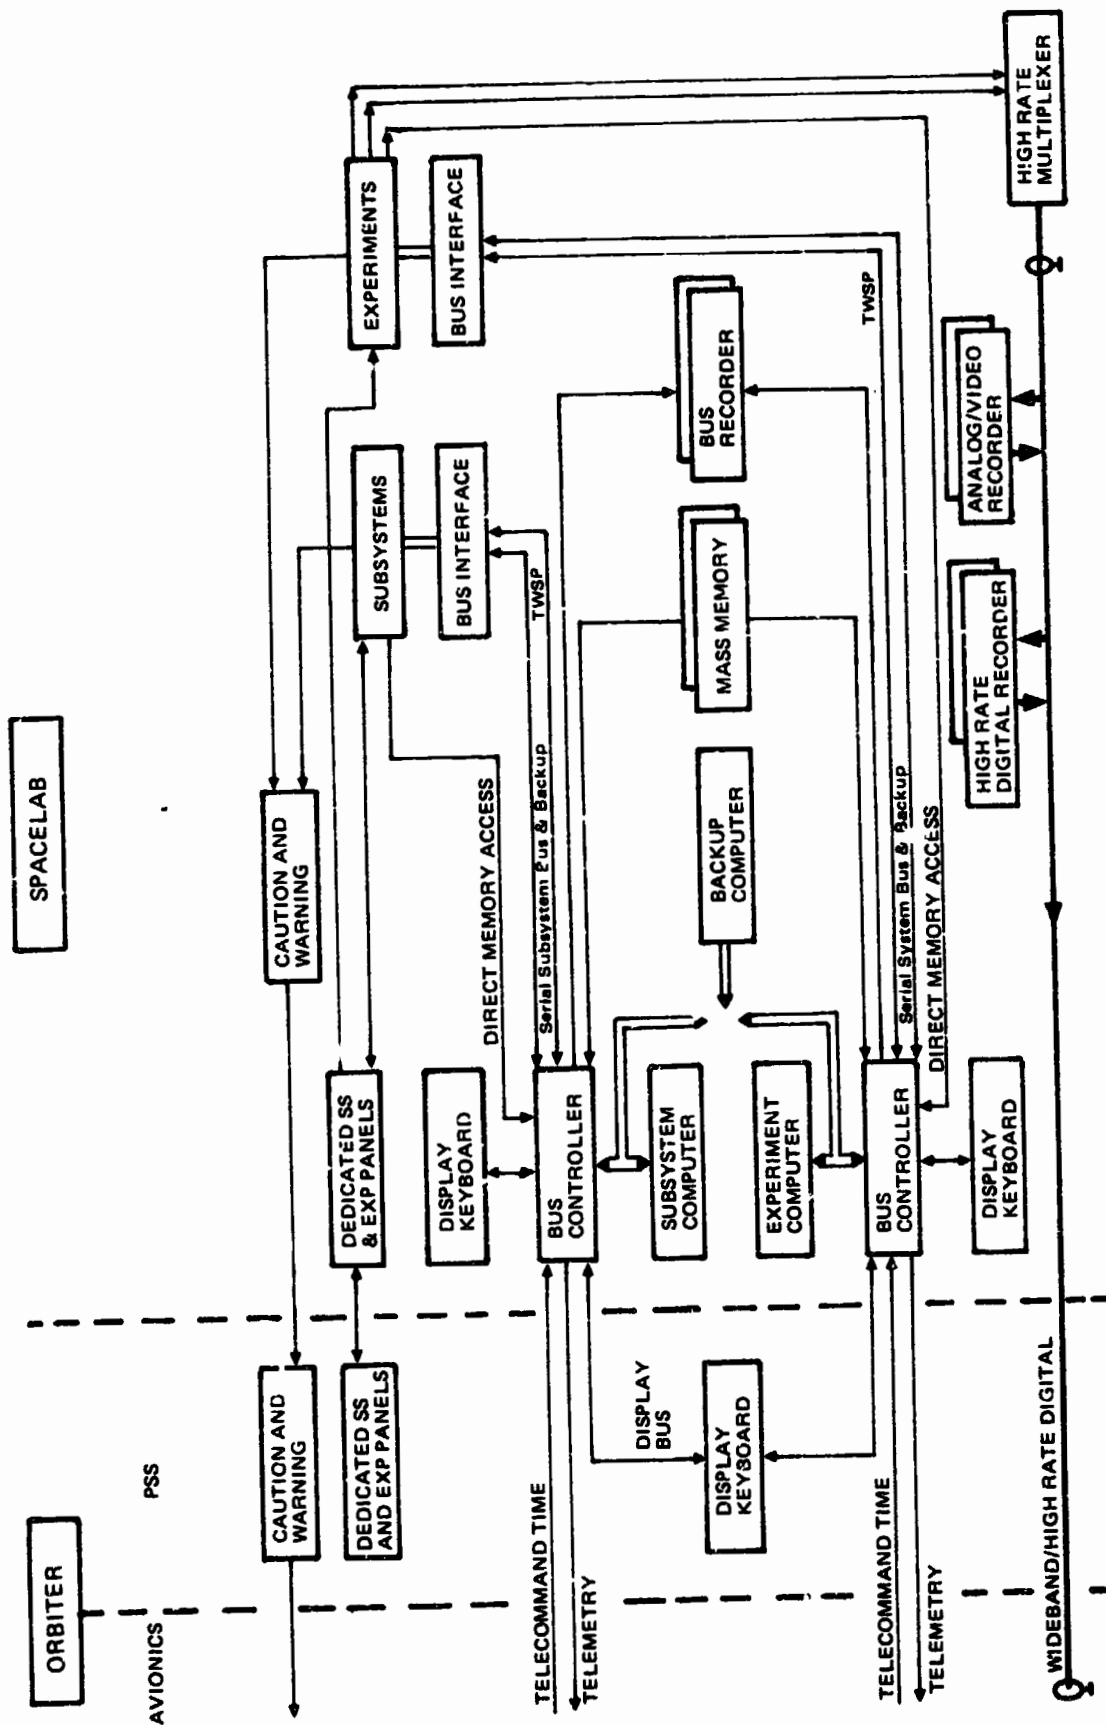 ORBITER
SPACELAB
AVIONICS
PSS
CAUTION AND
WARNING
CAUTION AND
WARNING
DEDICATED SS
AND EXP PANELS
DEDICATED SS
& EXP PANELS
SUBSYSTEMS
EXPERIMENTS
BUS INTERFACE
BUS INTERFACE
DISPLAY
KEYBOARD
DIRECT MEMORY ACCESS
TWSP
Serial Subsystem Bus & Backup
TELECOMMAND TIME
TELEMETRY
BUS
CONTROLLER
DISPLAY
BUS
SUBSYSTEM
COMPUTER
DISPLAY
KEYBOARD
BACKUP
COMPUTER
MASS MEMORY
BUS
RECORDER
EXPERIMENT
COMPUTER
TWSP
TELECOMMAND TIME
TELEMETRY
BUS
CONTROLLER
Serial System Bus & Backup
DIRECT MEMORY ACCESS
DISPLAY
KEYBOARD
HIGH RATE
DIGITAL RECORDER
ANALOG/VIDEO
RECORDER
HIGH RATE
MULTIPLEXER
WIDEBAND/HIGH RATE DIGITAL